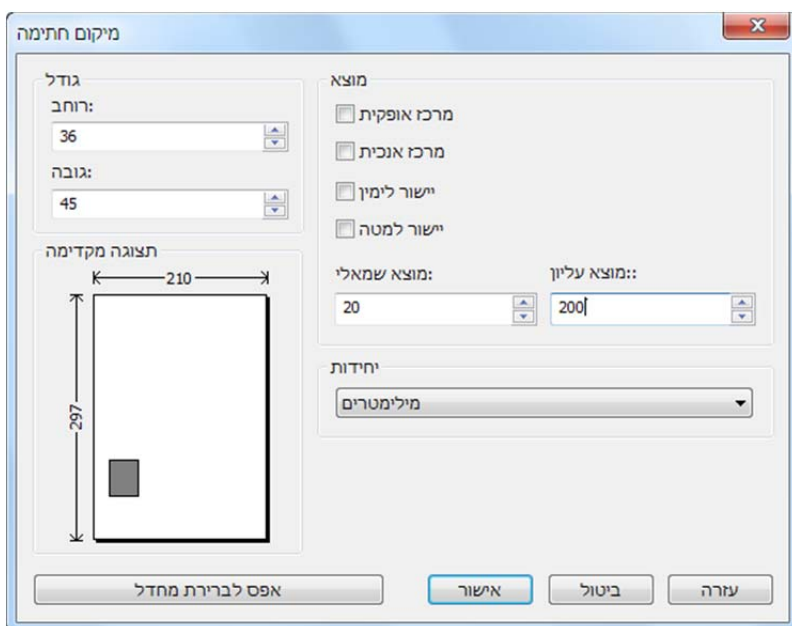 מיקום חתימה
גודל
רוחב:
36
גובה:
45
תצוגה מקדימה
210
297
מוצא
מרכז אופקית
מרכז אנכית
יישור לימין
יישור למטה
מוצא שמאלי:
מוצא עליון::
20
200
יחידות
מילימטרים
אפס לברירת מחדל
אישור
ביטול
עזרה